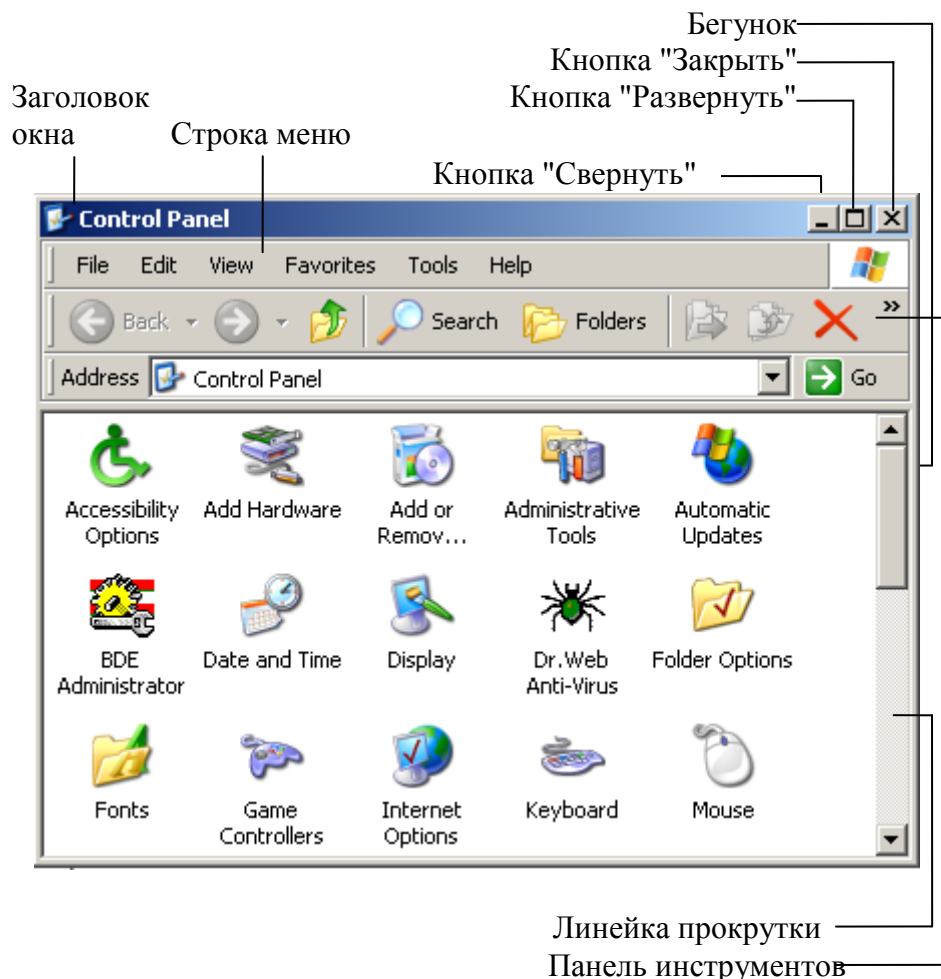 Бегунок
Кнопка "Закрыть"
Заголовок Кнопка "Развернуть"
окна Строка меню
Кнопка "Свернуть"
Control Panel
File Edit View Favorites Tools Help
Back Search Folders »
Address Control Panel Go
Accessibility Add Hardware Add or Administrative Automatic
Options Remov... Tools Updates
BDE Date and Time Display Dr.Web Folder Options
Administrator Anti-Virus
Fonts Game Internet Keyboard Mouse
Controllers Options
Линейка прокрутки
Панель инструментов